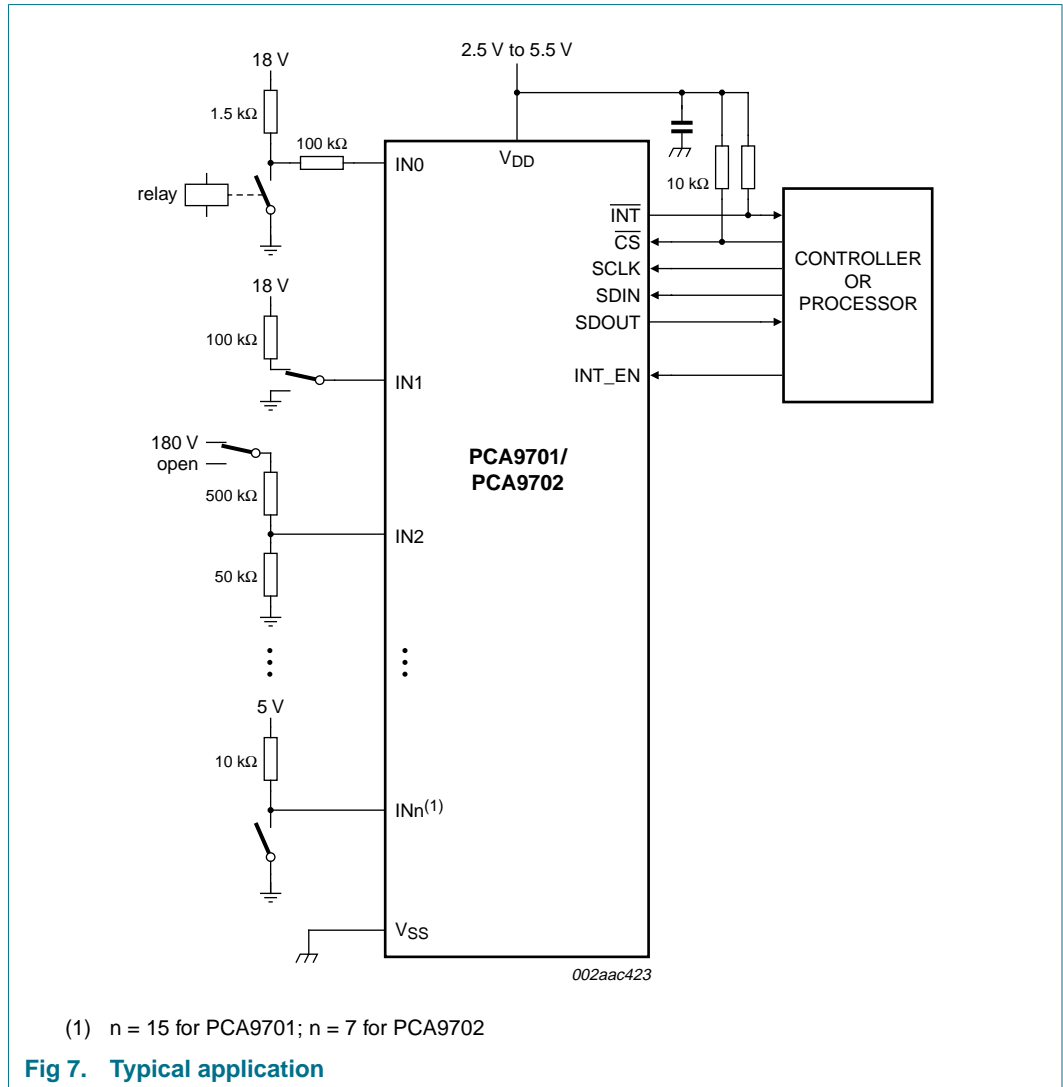 2.5 V to 5.5 V
18 V
1.5 kΩ
100 kΩ
IN0
VDD
relay
10 kΩ
INT
CS
SCLK
SDIN
SDOUT
INT_EN
CONTROLLER
OR
PROCESSOR
18 V
100 kΩ
IN1
180 V
open
500 kΩ
IN2
50 kΩ
PCA9701/
PCA9702
5 V
10 kΩ
INn(1)
VSS
002aac423
(1) n = 15 for PCA9701; n = 7 for PCA9702
Fig 7. Typical application